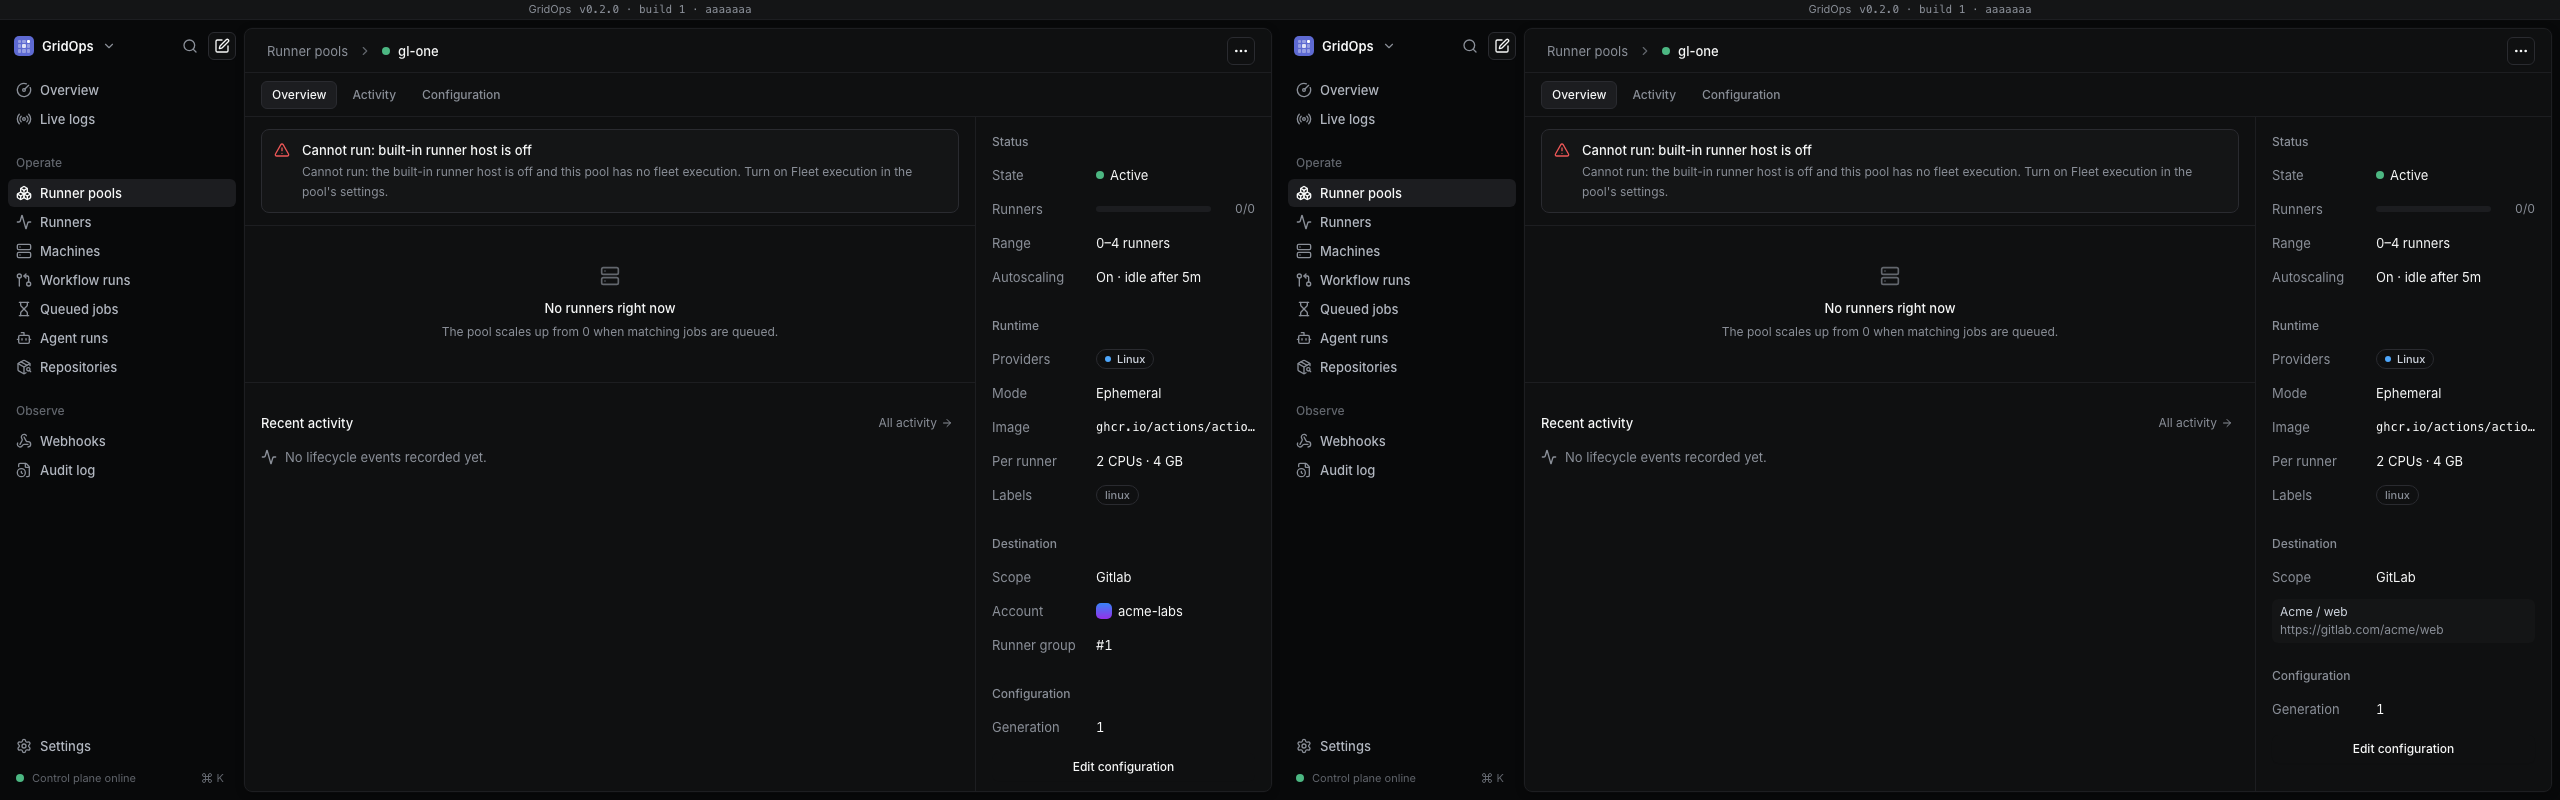 GridOps v0.2.0 · build 1 · aaaaaaa
GridOps
Overview
Live logs
Operate
Runner pools
Runners
Machines
Workflow runs
Queued jobs
Agent runs
Repositories
Observe
Webhooks
Audit log
Settings
Control plane online ⌘ K
Runner pools > gl-one
Overview Activity Configuration
Cannot run: built-in runner host is off
Cannot run: the built-in runner host is off and this pool has no fleet execution. Turn on Fleet execution in the
pool's settings.
No runners right now
The pool scales up from 0 when matching jobs are queued.
Recent activity All activity →
No lifecycle events recorded yet.
Status
State Active
Runners 0/0
Range 0–4 runners
Autoscaling On · idle after 5m
Runtime
Providers Linux
Mode Ephemeral
Image ghcr.io/actions/actio…
Per runner 2 CPUs · 4 GB
Labels linux
Destination
Scope Gitlab
Account acme-labs
Runner group #1
Configuration
Generation 1
Edit configuration
GridOps v0.2.0 · build 1 · aaaaaaa
GridOps
Overview
Live logs
Operate
Runner pools
Runners
Machines
Workflow runs
Queued jobs
Agent runs
Repositories
Observe
Webhooks
Audit log
Settings
Control plane online ⌘ K
Runner pools > gl-one
Overview Activity Configuration
Cannot run: built-in runner host is off
Cannot run: the built-in runner host is off and this pool has no fleet execution. Turn on Fleet execution in the
pool's settings.
No runners right now
The pool scales up from 0 when matching jobs are queued.
Recent activity All activity →
No lifecycle events recorded yet.
Status
State Active
Runners 0/0
Range 0–4 runners
Autoscaling On · idle after 5m
Runtime
Providers Linux
Mode Ephemeral
Image ghcr.io/actions/actio…
Per runner 2 CPUs · 4 GB
Labels linux
Destination
Scope GitLab
Acme / web
https://gitlab.com/acme/web
Configuration
Generation 1
Edit configuration